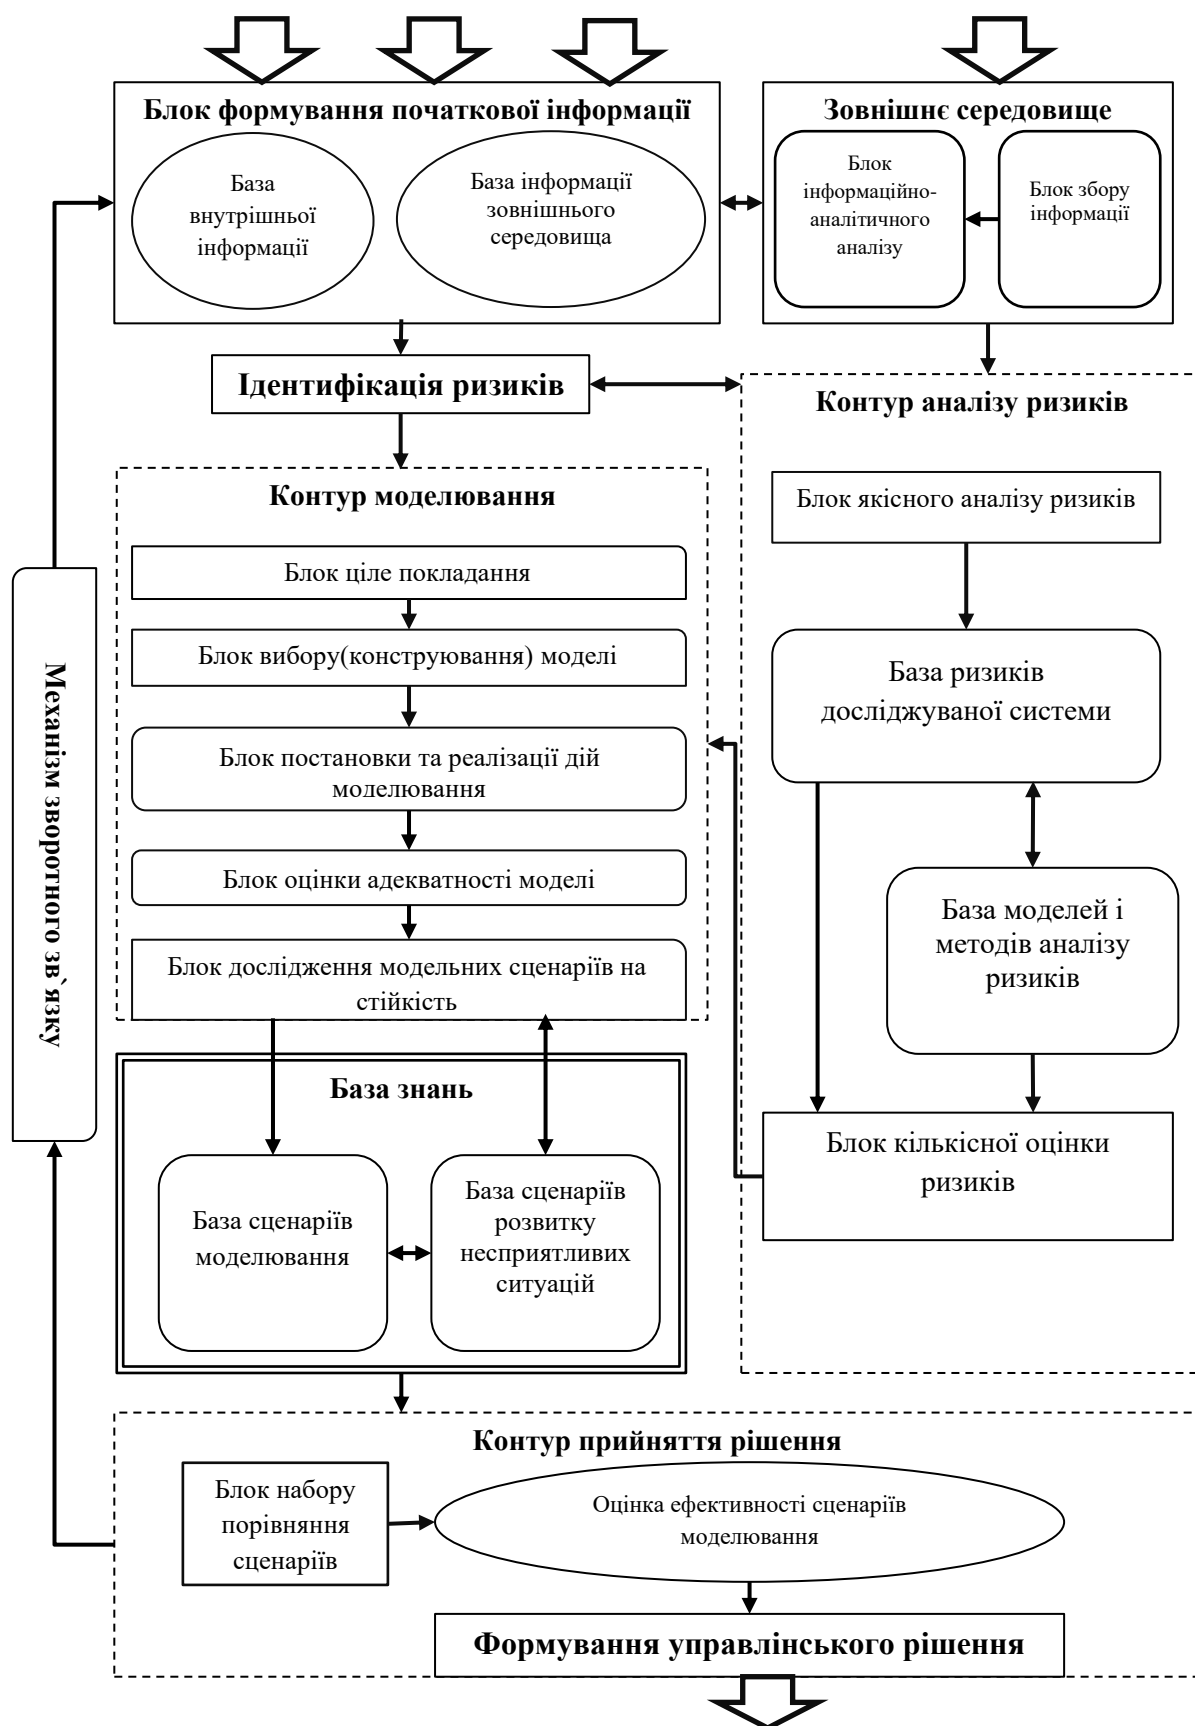 Блок формування початкової інформації
База
внутрішньої
інформації
База інформації
зовнішнього
середовища
Зовнішнє середовище
Блок
інформаційно-
аналітичного
аналізу
Блок збору
інформації
Ідентифікація ризиків
Контур аналізу ризиків
Контур моделювання
Блок ціле покладання
Блок вибору(конструювання) моделі
Блок постановки та реалізації дій
моделювання
Блок оцінки адекватності моделі
Блок дослідження модельних сценаріїв на
стійкість
Блок якісного аналізу ризиків
База ризиків
досліджуваної системи
База моделей і
методів аналізу
ризиків
Блок кількісної оцінки
ризиків
Механізм зворотного зв`язку
База знань
База сценаріїв
моделювання
База сценаріїв
розвитку
несприятливих
ситуацій
Контур прийняття рішення
Блок набору
порівняння
сценаріїв
Оцінка ефективності сценаріїв
моделювання
Формування управлінського рішення